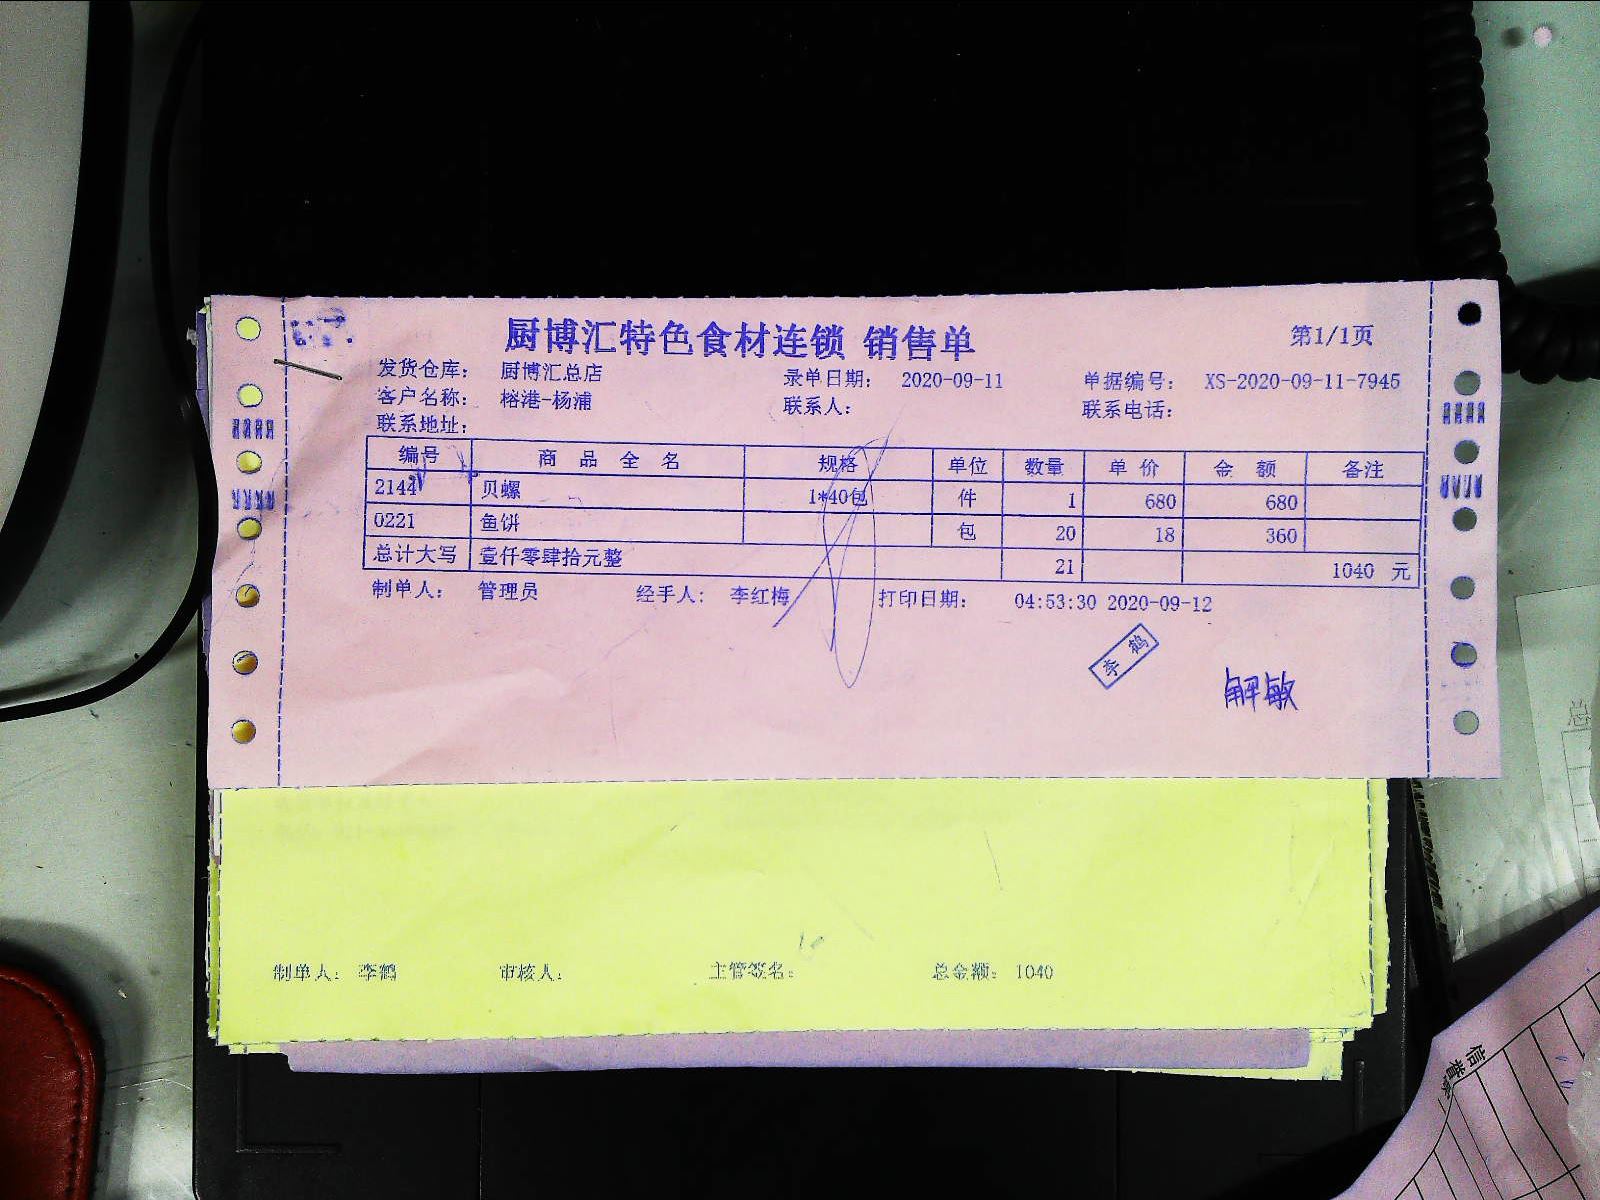 厨博汇特色食材连锁 销售单
第1/1页
发货仓库： 厨博汇总店 录单日期： 2020-09-11 单据编号： XS-2020-09-11-7945
客户名称： 榕港-杨浦 联系人： 联系电话：
联系地址：
编号 商品全名 规格 单位 数量 单价 金额 备注
2144 贝螺 1*40包 件 1 680 680
0221 鱼饼 包 20 18 360
总计大写 壹仟零肆拾元整 21 1040 元
制单人： 管理员 经手人： 李红梅 打印日期： 04:53:30 2020-09-12
李鹤
解敏
制单人： 李鹤 审核人： 主管签名： 总金额： 1040